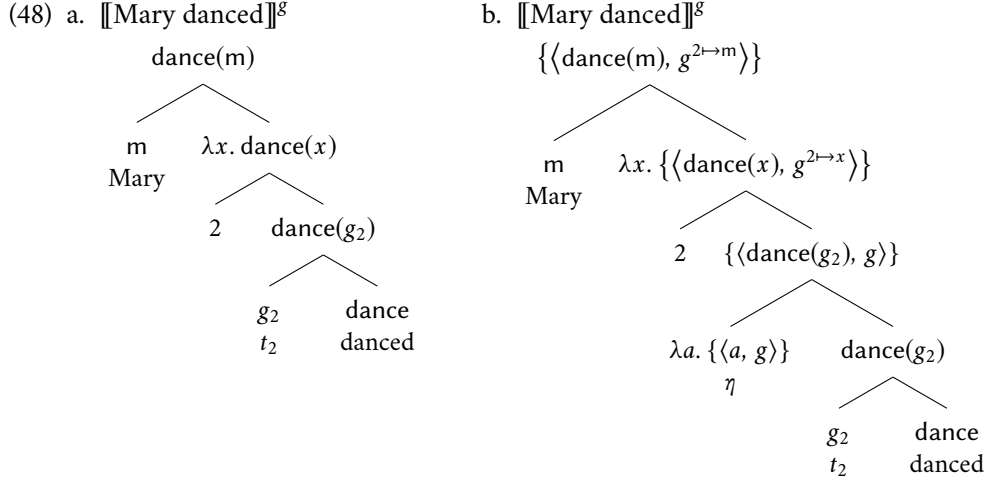 (48) a. ⟦Mary danced⟧ᵍ b. ⟦Mary danced⟧ᵍ
dance(m) {⟨dance(m), g^{2↦m}⟩}
m λx. dance(x) m λx. {⟨dance(x), g^{2↦x}⟩}
Mary Mary
2 dance(g₂) 2 {⟨dance(g₂), g⟩}
g₂ dance λa. {⟨a, g⟩} dance(g₂)
t₂ danced η
g₂ dance
t₂ danced